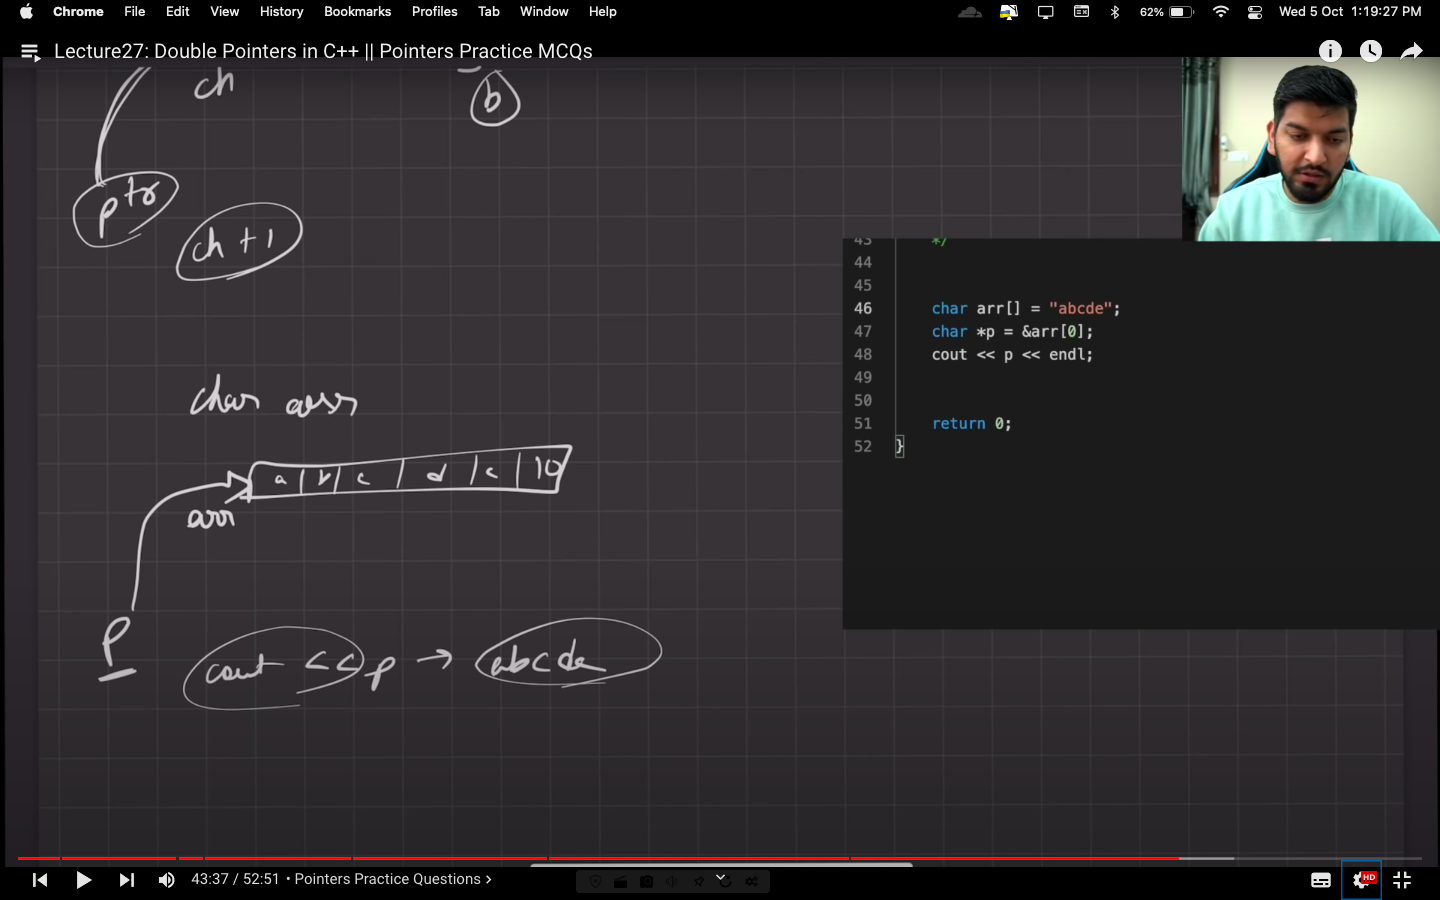 Chrome File Edit View History Bookmarks Profiles Tab Window Help 62% Wed 5 Oct 1:19:27 PM
Lecture27: Double Pointers in C++ || Pointers Practice MCQs
ch
b
ptr
ch + 1
char arr
a b c d c \0
arr
P
cout << p → abcde
43 */
44
45
46 char arr[] = "abcde";
47 char *p = &arr[0];
48 cout << p << endl;
49
50
51 return 0;
52 }
43:37 / 52:51 • Pointers Practice Questions >
HD